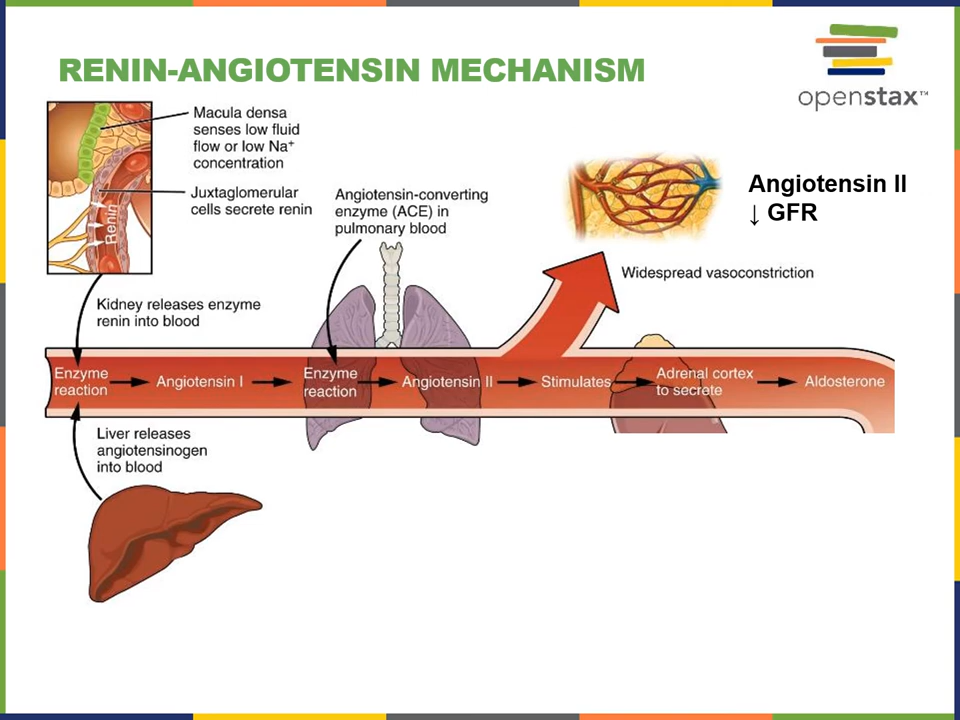 RENIN-ANGIOTENSIN MECHANISM
openstax™
Macula densa
senses low fluid
flow or low Na⁺
concentration
Juxtaglomerular
cells secrete renin
Renin
Angiotensin-converting
enzyme (ACE) in
pulmonary blood
Angiotensin II
↓ GFR
Widespread vasoconstriction
Kidney releases enzyme
renin into blood
Enzyme
reaction
Angiotensin I
Enzyme
reaction
Angiotensin II
Stimulates
Adrenal cortex
to secrete
Aldosterone
Liver releases
angiotensinogen
into blood